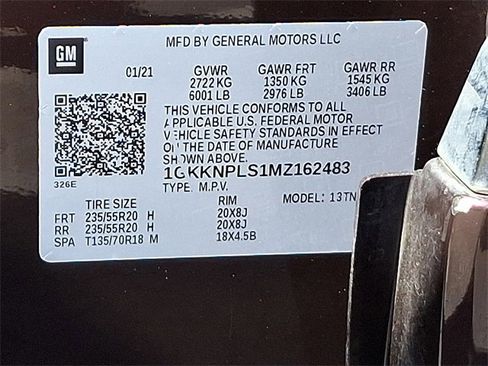 GM
MFD BY GENERAL MOTORS LLC
01/21 GVWR GAWR FRT GAWR RR
2722 KG 1350 KG 1545 KG
6001 LB 2976 LB 3406 LB
THIS VEHICLE CONFORMS TO ALL
APPLICABLE U.S. FEDERAL MOTOR
VEHICLE SAFETY STANDARDS IN EFFECT
ON THE DATE OF MANUFACTURE
SHOWN ABOVE.
326E
1GKKNPLS1MZ162483
TYPE: M.P.V. MODEL: 13TN
TIRE SIZE RIM
FRT 235/55R20 H 20X8J
RR 235/55R20 H 20X8J
SPA T135/70R18 M 18X4.5B